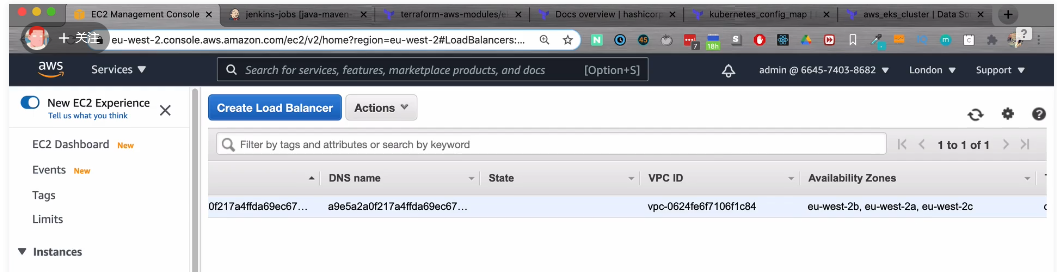 EC2 Management Console
jenkins-jobs [java-maven-
terraform-aws-modules/e
Docs overview | hashicorp
kubernetes_config_map |
aws_eks_cluster | Data So
关注
eu-west-2.console.aws.amazon.com/ec2/v2/home?region=eu-west-2#LoadBalancers:...
aws
Services
Search for services, features, marketplace products, and docs
[Option+S]
admin @ 6645-7403-8682
London
Support
New EC2 Experience
Tell us what you think
Create Load Balancer
Actions
EC2 Dashboard New
Filter by tags and attributes or search by keyword
1 to 1 of 1
Events New
DNS name
State
VPC ID
Availability Zones
Tags
0f217a4ffda69ec67...
a9e5a2a0f217a4ffda69ec67...
vpc-0624fe6f7106f1c84
eu-west-2b, eu-west-2a, eu-west-2c
Limits
Instances